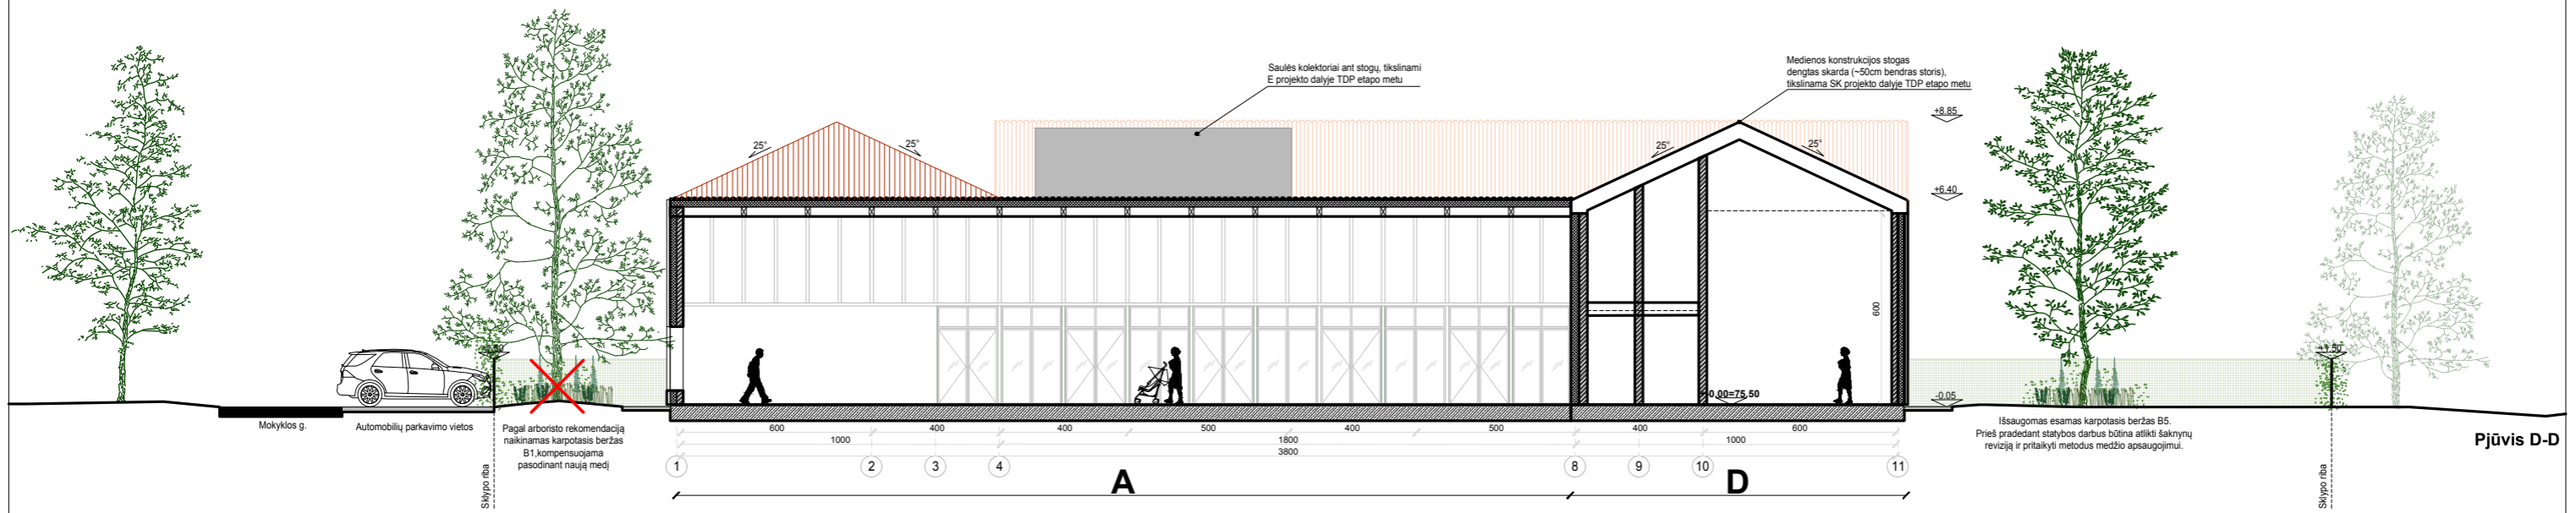 Saulės kolektoriai ant stogų, tikslinami
E projekto dalyje TDP etapo metu
Medienos konstrukcijos stogas
dengtas skarda (~50cm bendras storis),
tikslinama SK projekto dalyje TDP etapo metu
+8.85
25°
25°
25°
25°
+6.40
600
+1.50
±0,00=75,50
-0.05
Mokyklos g.
Automobilių parkavimo vietos
Sklypo riba
Pagal arboristo rekomendaciją
naikinamas karpotasis beržas
B1,kompensuojama
pasodinant naują medį
600
400
400
500
400
500
400
600
1000
1800
1000
3800
1
2
3
4
8
9
10
11
A
D
Išsaugomas esamas karpotasis beržas B5.
Prieš pradedant statybos darbus būtina atlikti šaknynų
reviziją ir pritaikyti metodus medžio apsaugojimui.
Sklypo riba
Pjūvis D-D